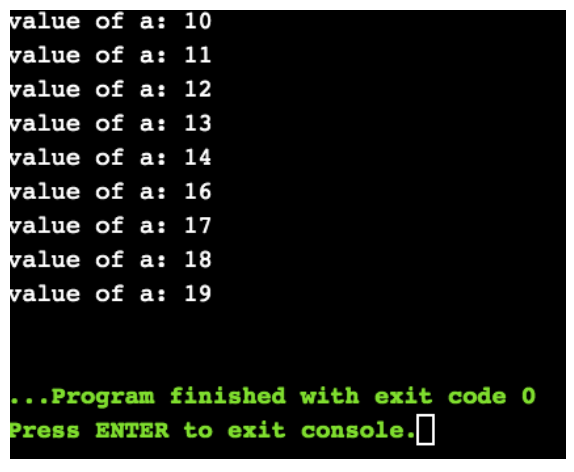 value of a: 10
value of a: 11
value of a: 12
value of a: 13
value of a: 14
value of a: 16
value of a: 17
value of a: 18
value of a: 19
...Program finished with exit code 0
Press ENTER to exit console.